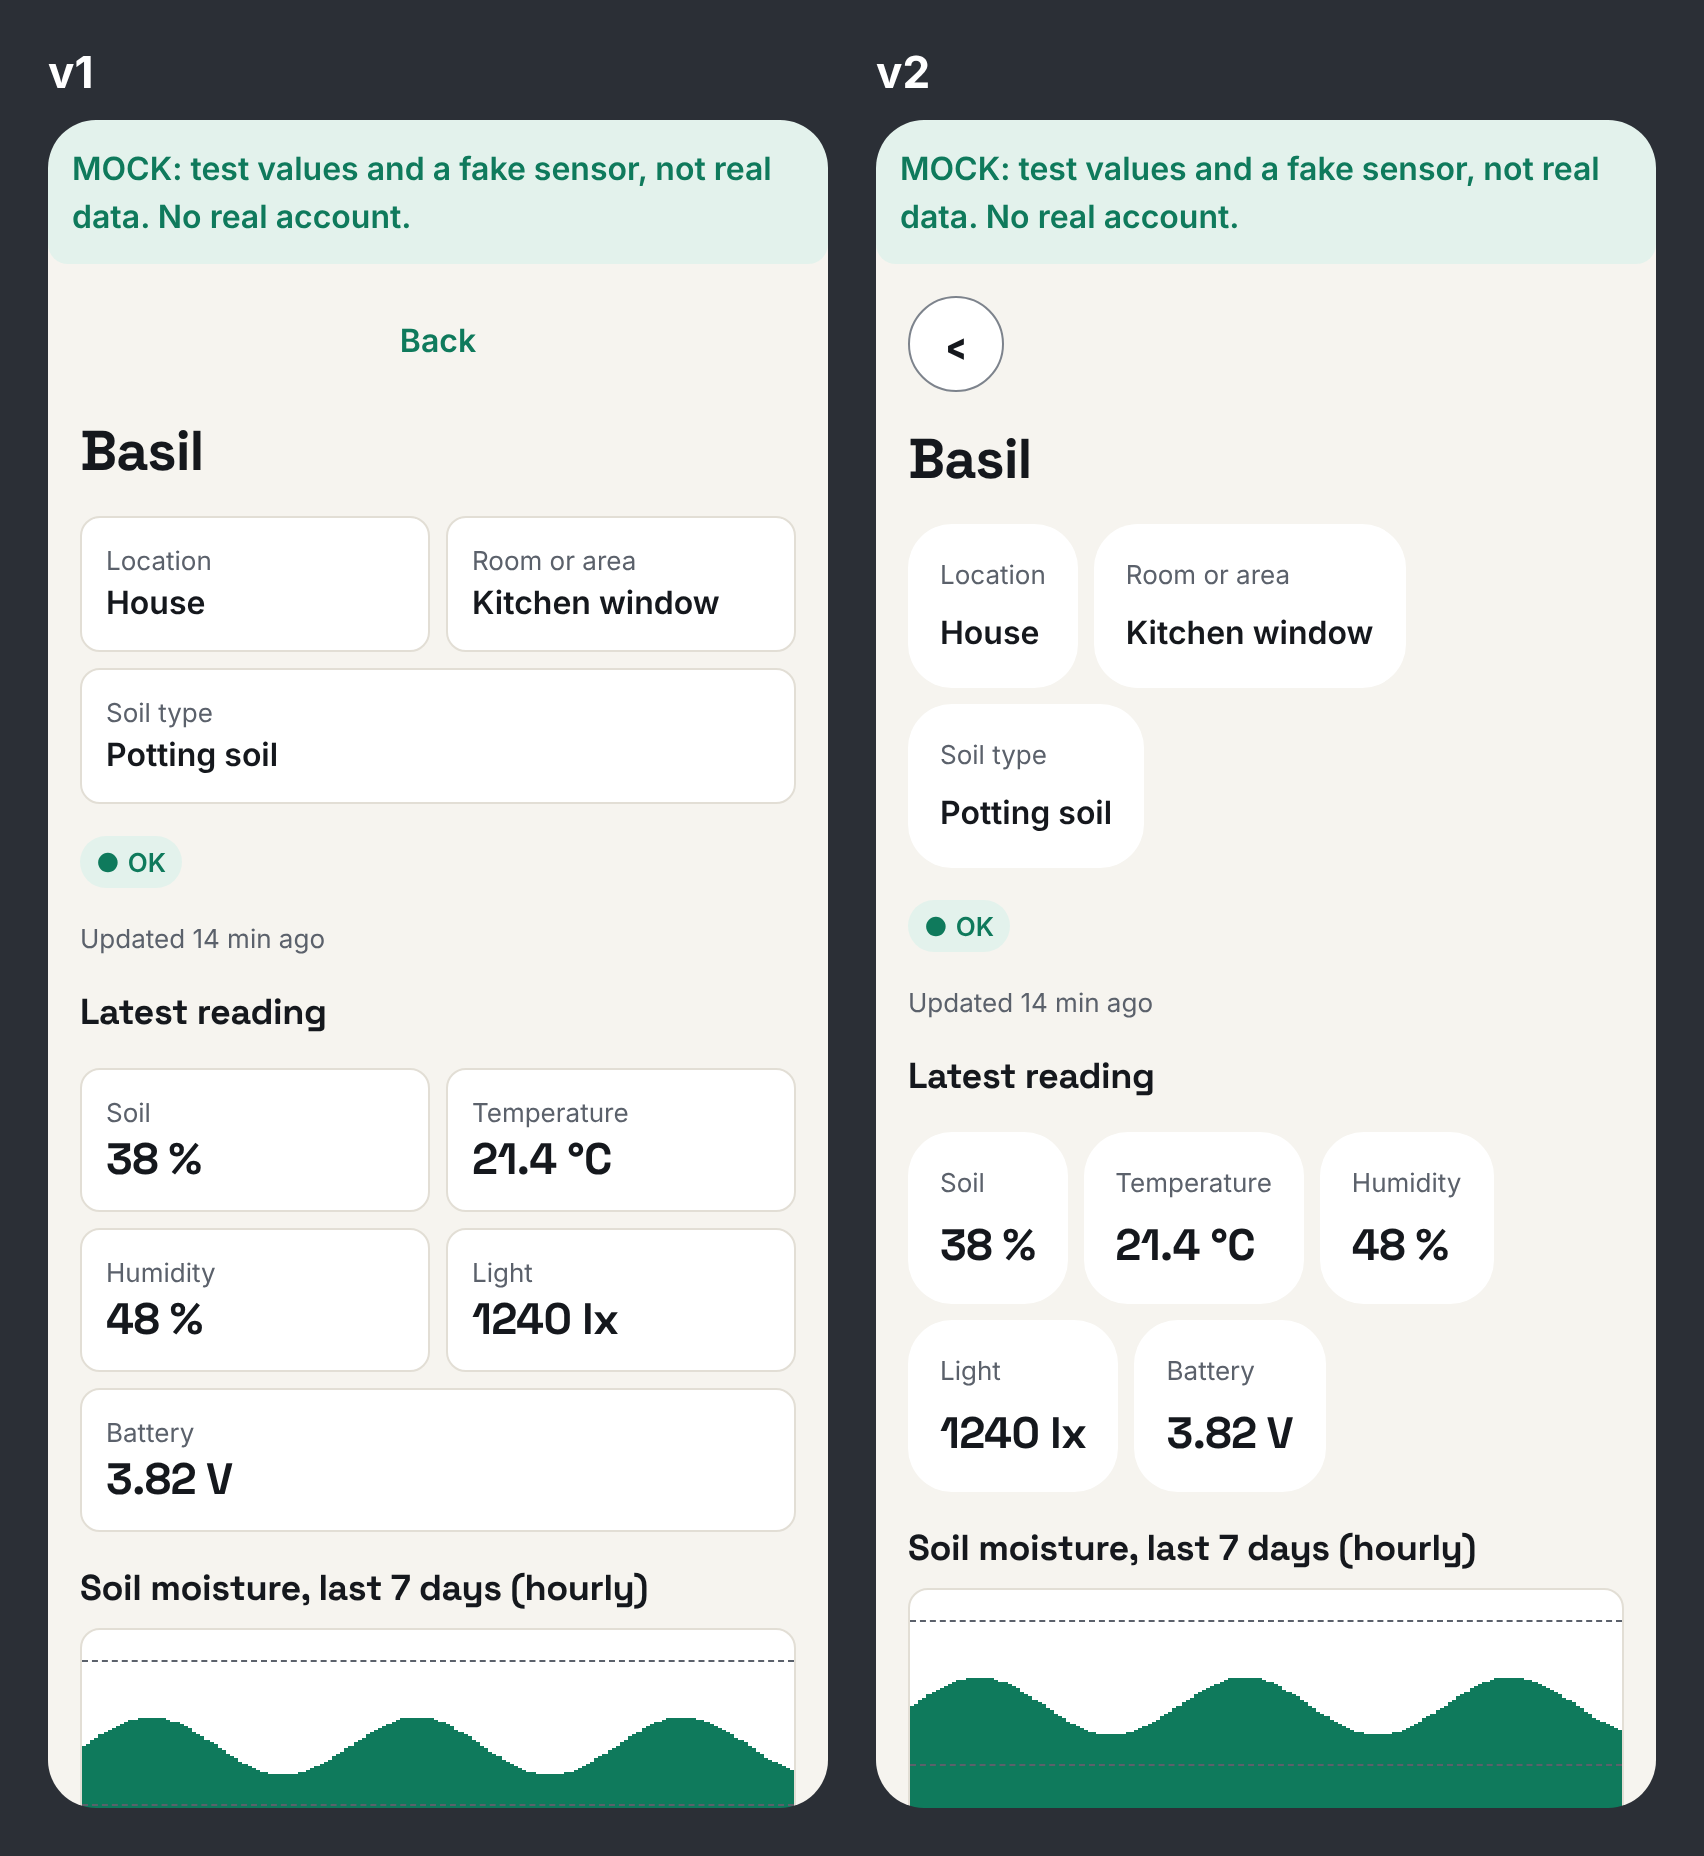 v1
MOCK: test values and a fake sensor, not real
data. No real account.
Back
Basil
Location
House
Room or area
Kitchen window
Soil type
Potting soil
OK
Updated 14 min ago
Latest reading
Soil
38 %
Temperature
21.4 °C
Humidity
48 %
Light
1240 lx
Battery
3.82 V
Soil moisture, last 7 days (hourly)
v2
MOCK: test values and a fake sensor, not real
data. No real account.
<
Basil
Location
House
Room or area
Kitchen window
Soil type
Potting soil
OK
Updated 14 min ago
Latest reading
Soil
38 %
Temperature
21.4 °C
Humidity
48 %
Light
1240 lx
Battery
3.82 V
Soil moisture, last 7 days (hourly)